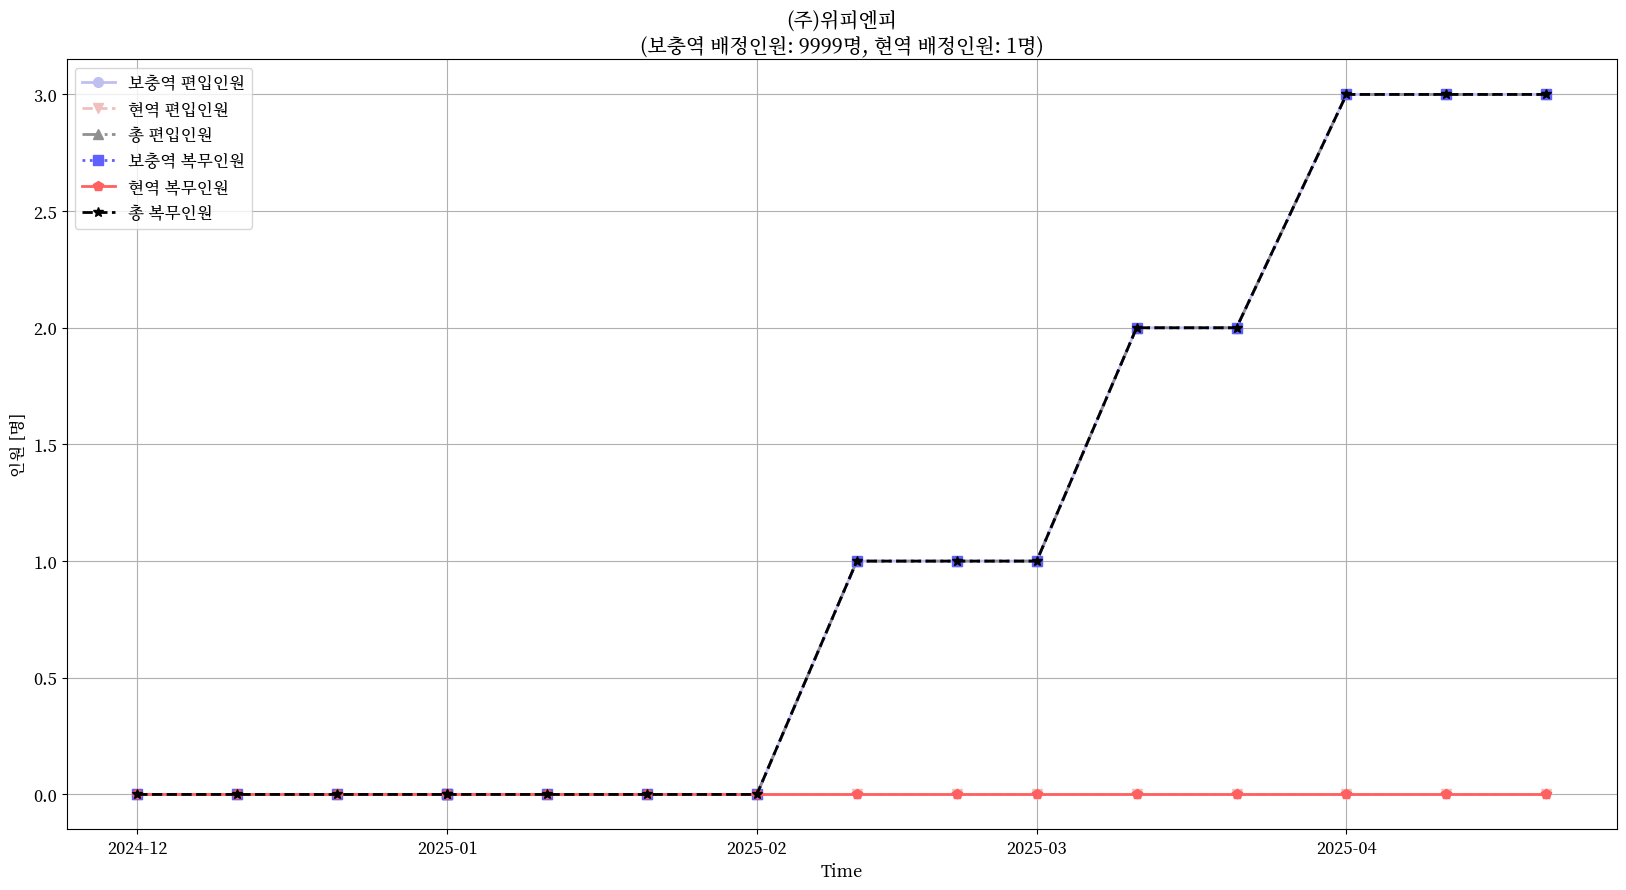 (주)위피엔피
(보충역 배정인원: 9999명, 현역 배정인원: 1명)
보충역 편입인원
현역 편입인원
총 편입인원
보충역 복무인원
현역 복무인원
총 복무인원
3.0
2.5
2.0
1.5
1.0
0.5
0.0
인원 [명]
2024-12
2025-01
2025-02
2025-03
2025-04
Time